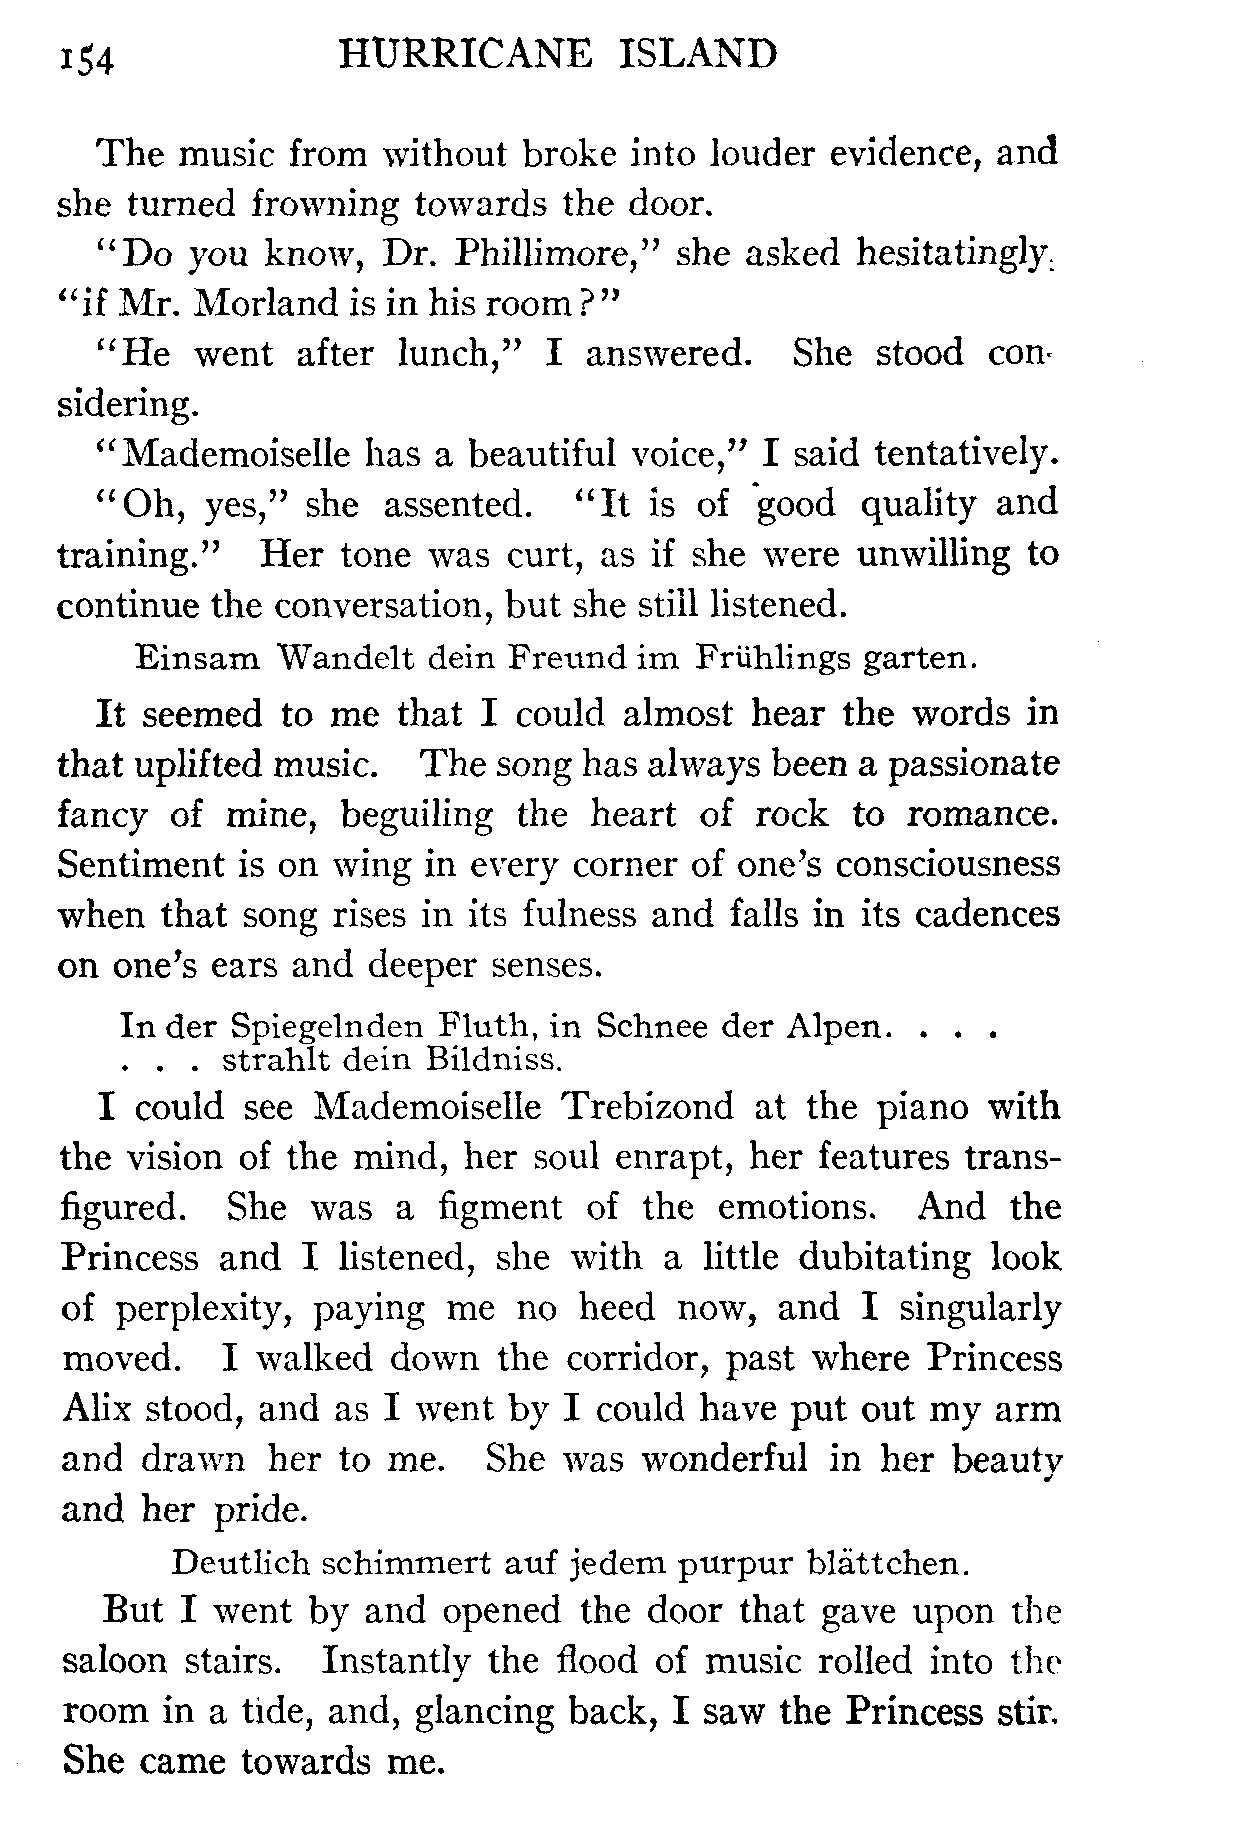 154 HURRICANE ISLAND
The music from without broke into louder evidence, and
she turned frowning towards the door.
"Do you know, Dr. Phillimore," she asked hesitatingly.
"if Mr. Morland is in his room?"
"He went after lunch," I answered. She stood con-
sidering.
"Mademoiselle has a beautiful voice," I said tentatively.
"Oh, yes," she assented. "It is of good quality and
training." Her tone was curt, as if she were unwilling to
continue the conversation, but she still listened.
Einsam Wandelt dein Freund im Frühlings garten.
It seemed to me that I could almost hear the words in
that uplifted music. The song has always been a passionate
fancy of mine, beguiling the heart of rock to romance.
Sentiment is on wing in every corner of one's consciousness
when that song rises in its fulness and falls in its cadences
on one's ears and deeper senses.
In der Spiegelnden Fluth, in Schnee der Alpen. . . .
. . . strahlt dein Bildniss.
I could see Mademoiselle Trebizond at the piano with
the vision of the mind, her soul enrapt, her features trans-
figured. She was a figment of the emotions. And the
Princess and I listened, she with a little dubitating look
of perplexity, paying me no heed now, and I singularly
moved. I walked down the corridor, past where Princess
Alix stood, and as I went by I could have put out my arm
and drawn her to me. She was wonderful in her beauty
and her pride.
Deutlich schimmert auf jedem purpur blättchen.
But I went by and opened the door that gave upon the
saloon stairs. Instantly the flood of music rolled into the
room in a tide, and, glancing back, I saw the Princess stir.
She came towards me.